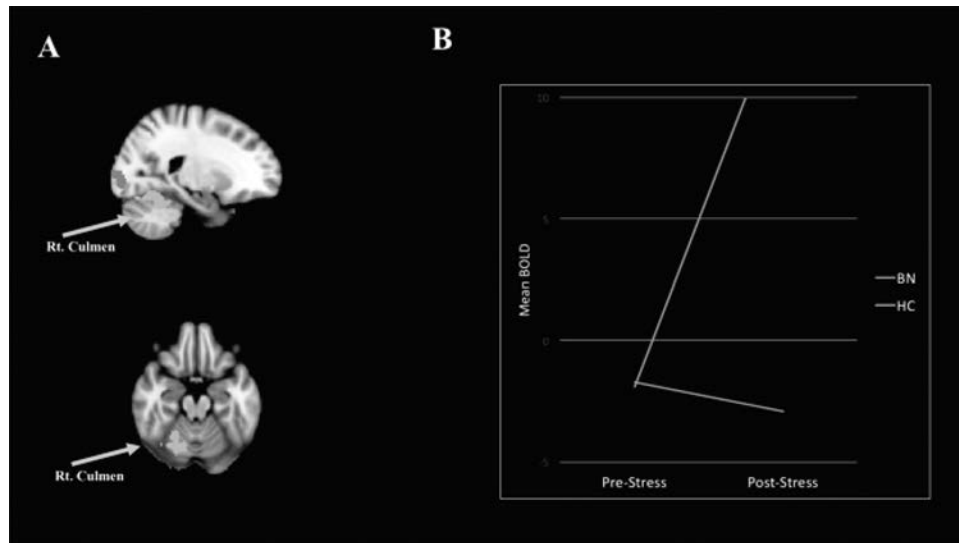 A
B
Rt. Culmen
Rt. Culmen
10
5
0
-5
Mean BOLD
Pre-Stress
Post-Stress
BN
HC